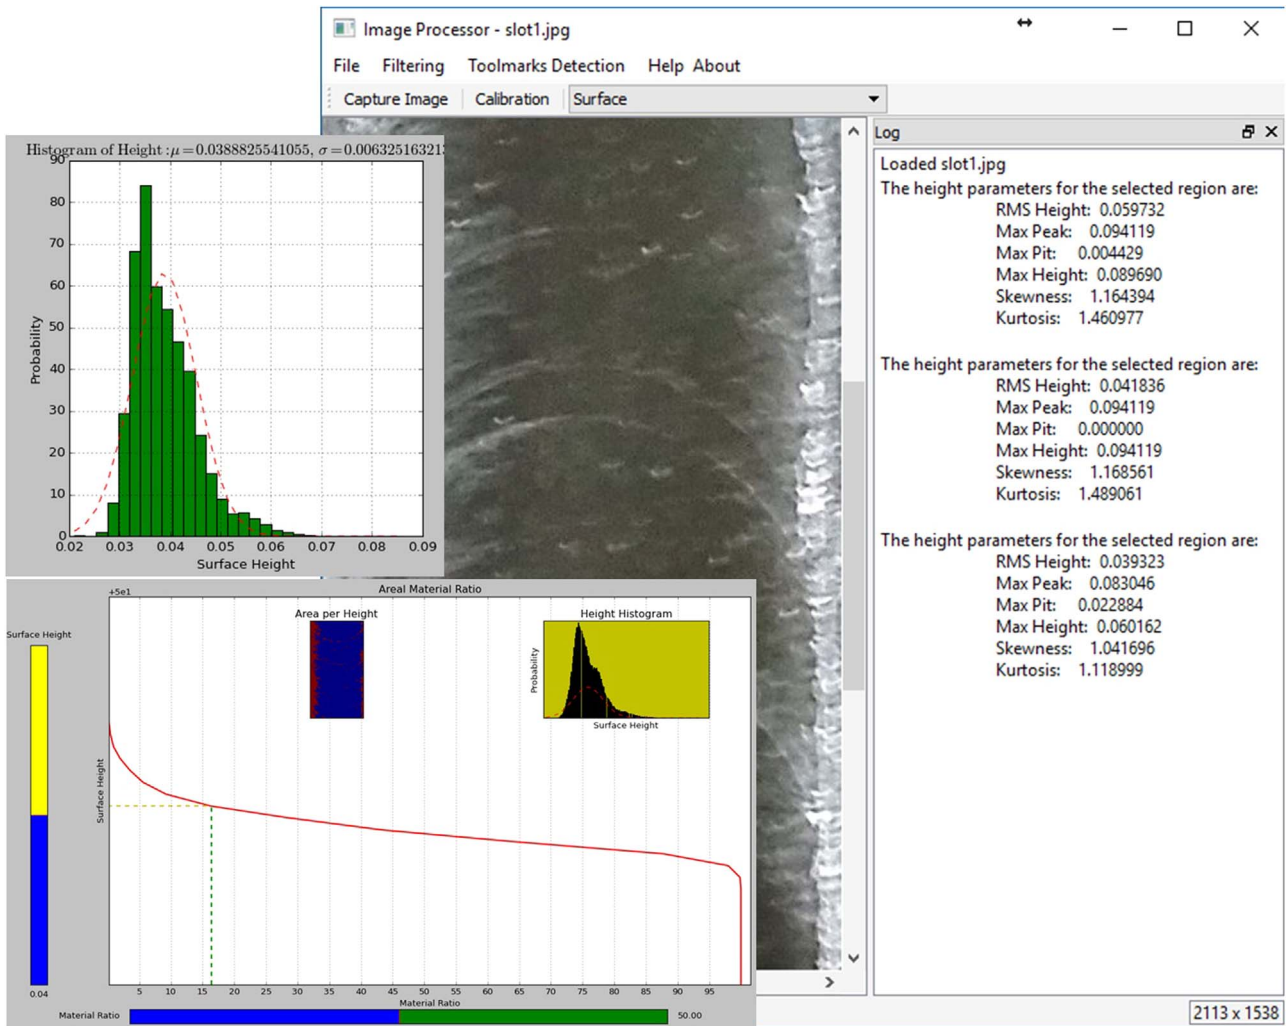 Image Processor - slot1.jpg
File Filtering Toolmarks Detection Help About
Capture Image Calibration Surface
Log
Loaded slot1.jpg
The height parameters for the selected region are:
RMS Height: 0.059732
Max Peak: 0.094119
Max Pit: 0.004429
Max Height: 0.089690
Skewness: 1.164394
Kurtosis: 1.460977
The height parameters for the selected region are:
RMS Height: 0.041836
Max Peak: 0.094119
Max Pit: 0.000000
Max Height: 0.094119
Skewness: 1.168561
Kurtosis: 1.489061
The height parameters for the selected region are:
RMS Height: 0.039323
Max Peak: 0.083046
Max Pit: 0.022884
Max Height: 0.060162
Skewness: 1.041696
Kurtosis: 1.118999
2113 x 1538
Histogram of Height :μ=0.0388825541055, σ=0.00632516321
90
80
70
60
50
40
30
20
10
0
Probability
0.02 0.03 0.04 0.05 0.06 0.07 0.08 0.09
Surface Height
+5e1
Areal Material Ratio
Area per Height
Height Histogram
Probability
Surface Height
Surface Height
Surface Height
0.04
5 10 15 20 25 30 35 40 45 50 55 60 65 70 75 80 85 90 95
Material Ratio
Material Ratio 50.00